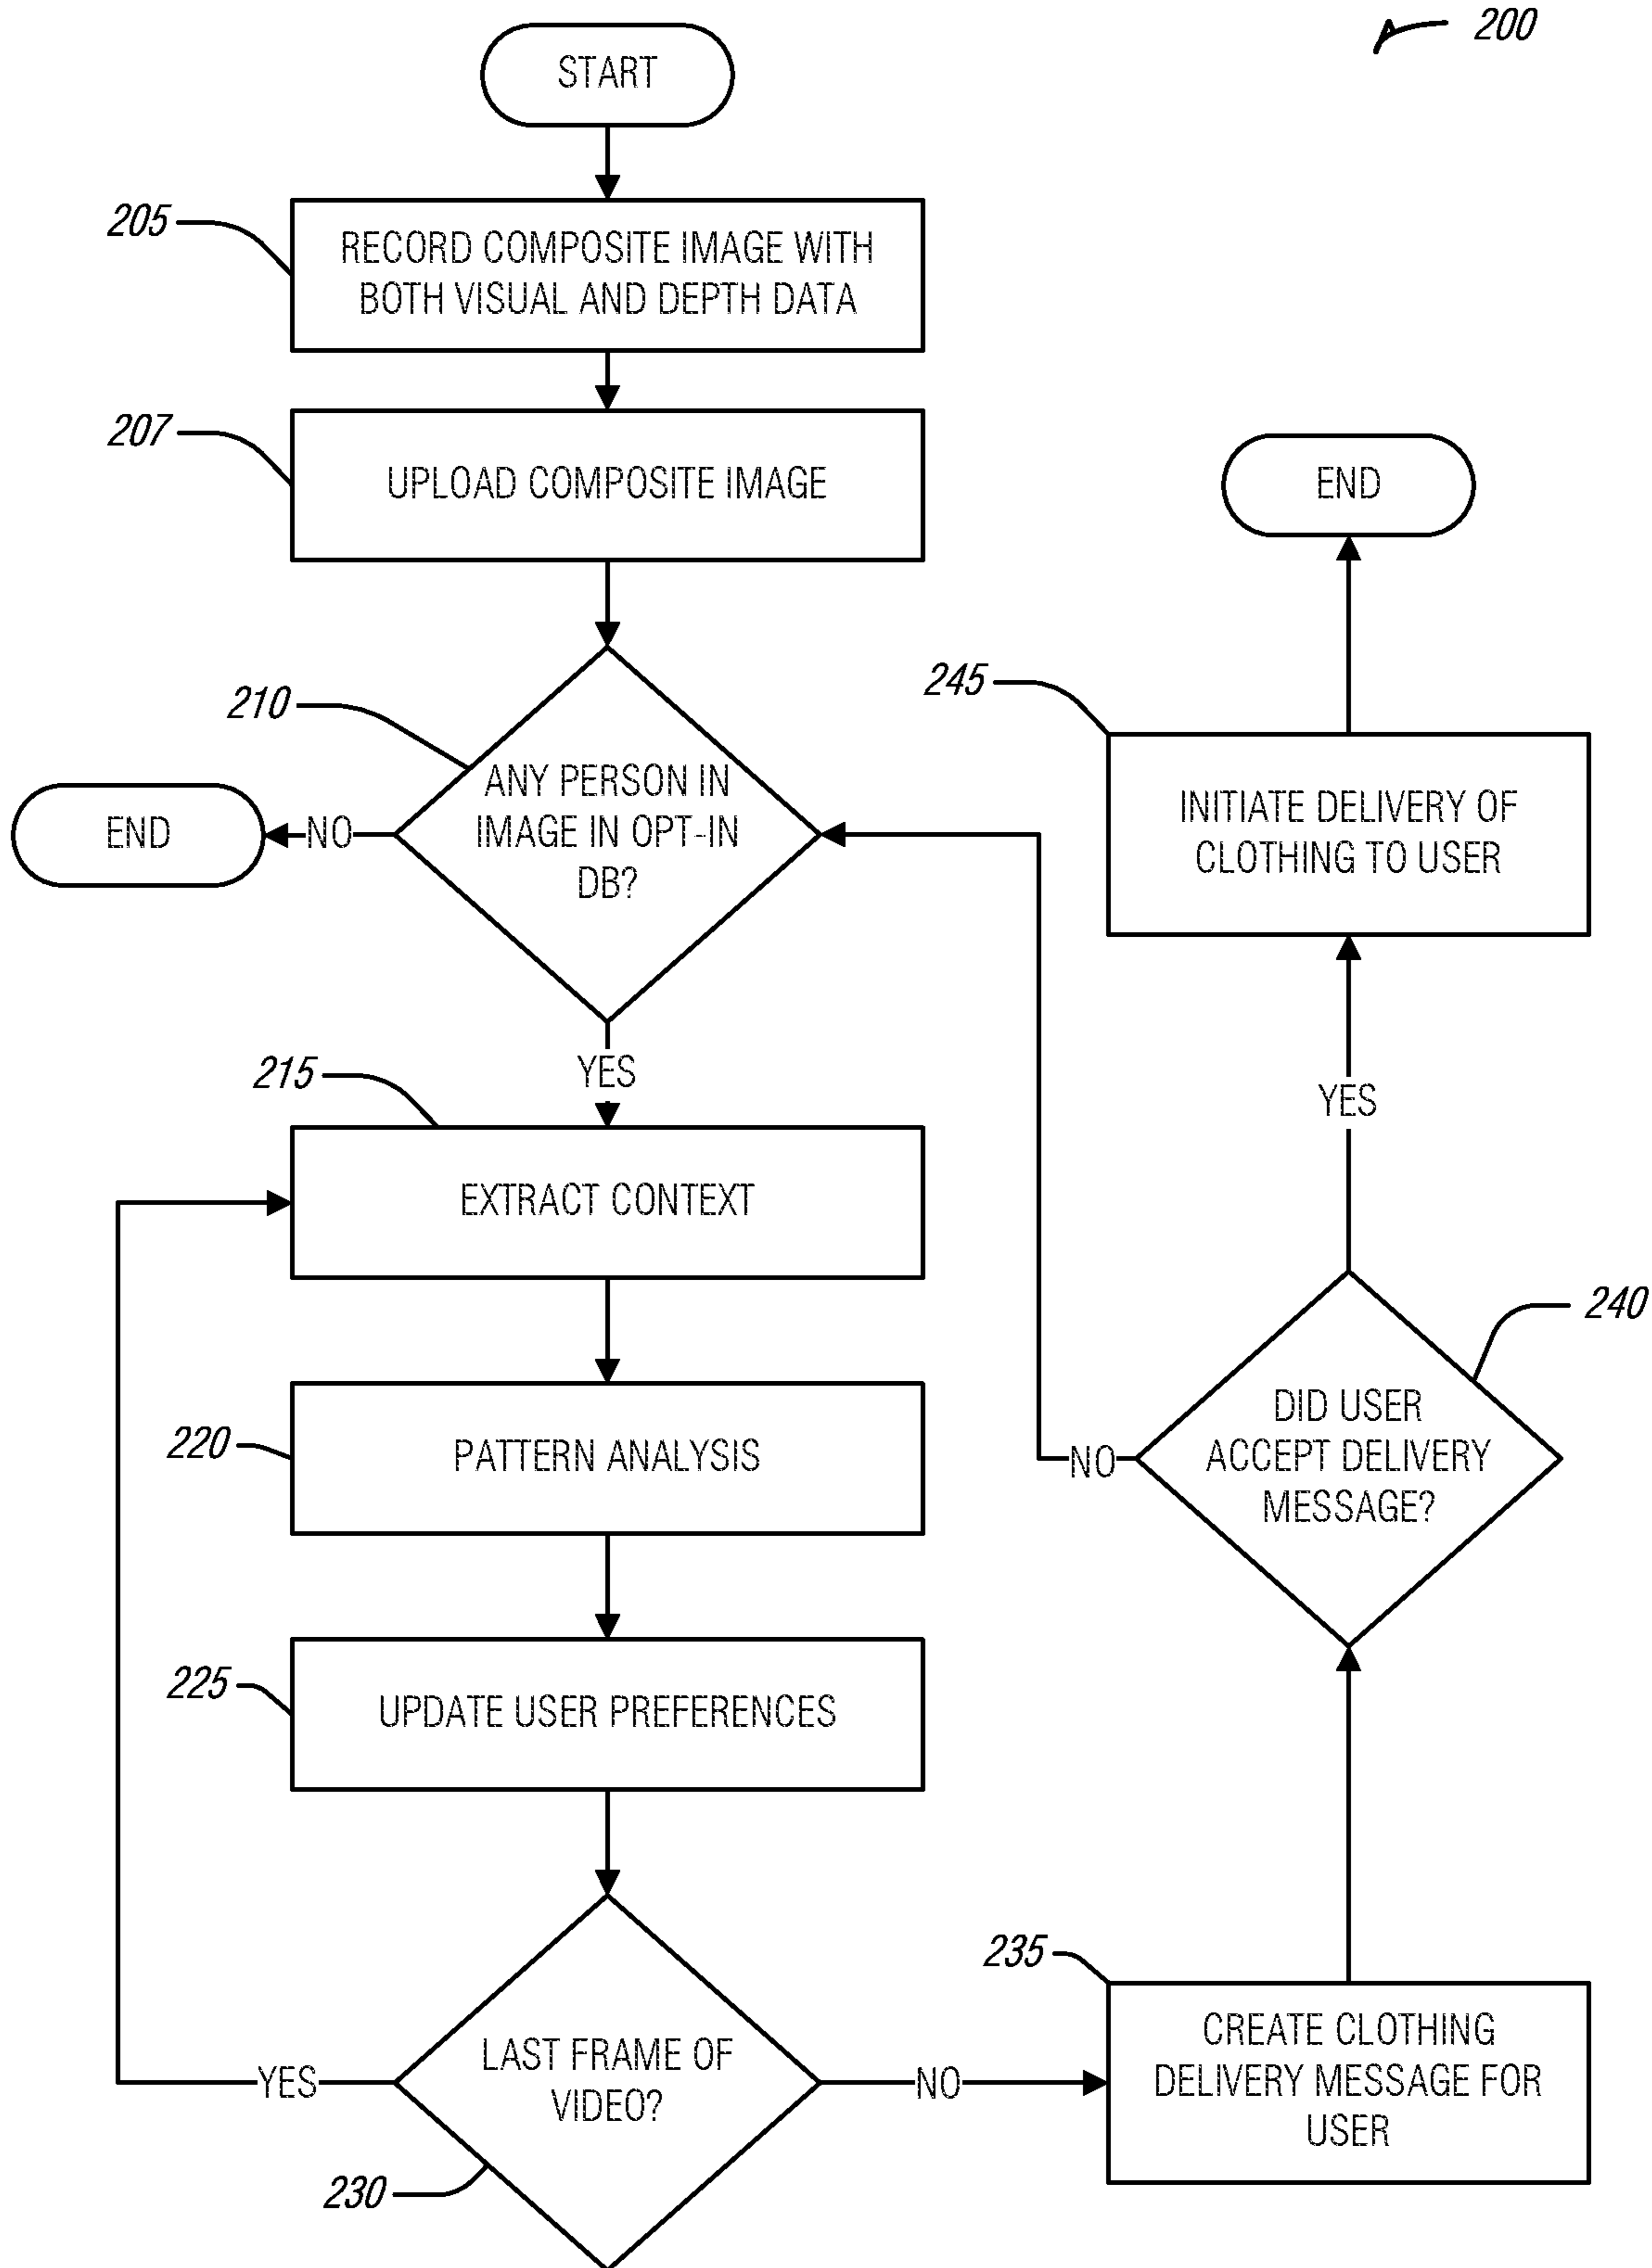 200
START
205
RECORD COMPOSITE IMAGE WITH
BOTH VISUAL AND DEPTH DATA
207
UPLOAD COMPOSITE IMAGE
END
210
ANY PERSON IN
IMAGE IN OPT-IN
DB?
NO
END
YES
245
INITIATE DELIVERY OF
CLOTHING TO USER
215
EXTRACT CONTEXT
YES
220
PATTERN ANALYSIS
240
DID USER
ACCEPT DELIVERY
MESSAGE?
NO
225
UPDATE USER PREFERENCES
230
LAST FRAME OF
VIDEO?
YES
NO
235
CREATE CLOTHING
DELIVERY MESSAGE FOR
USER